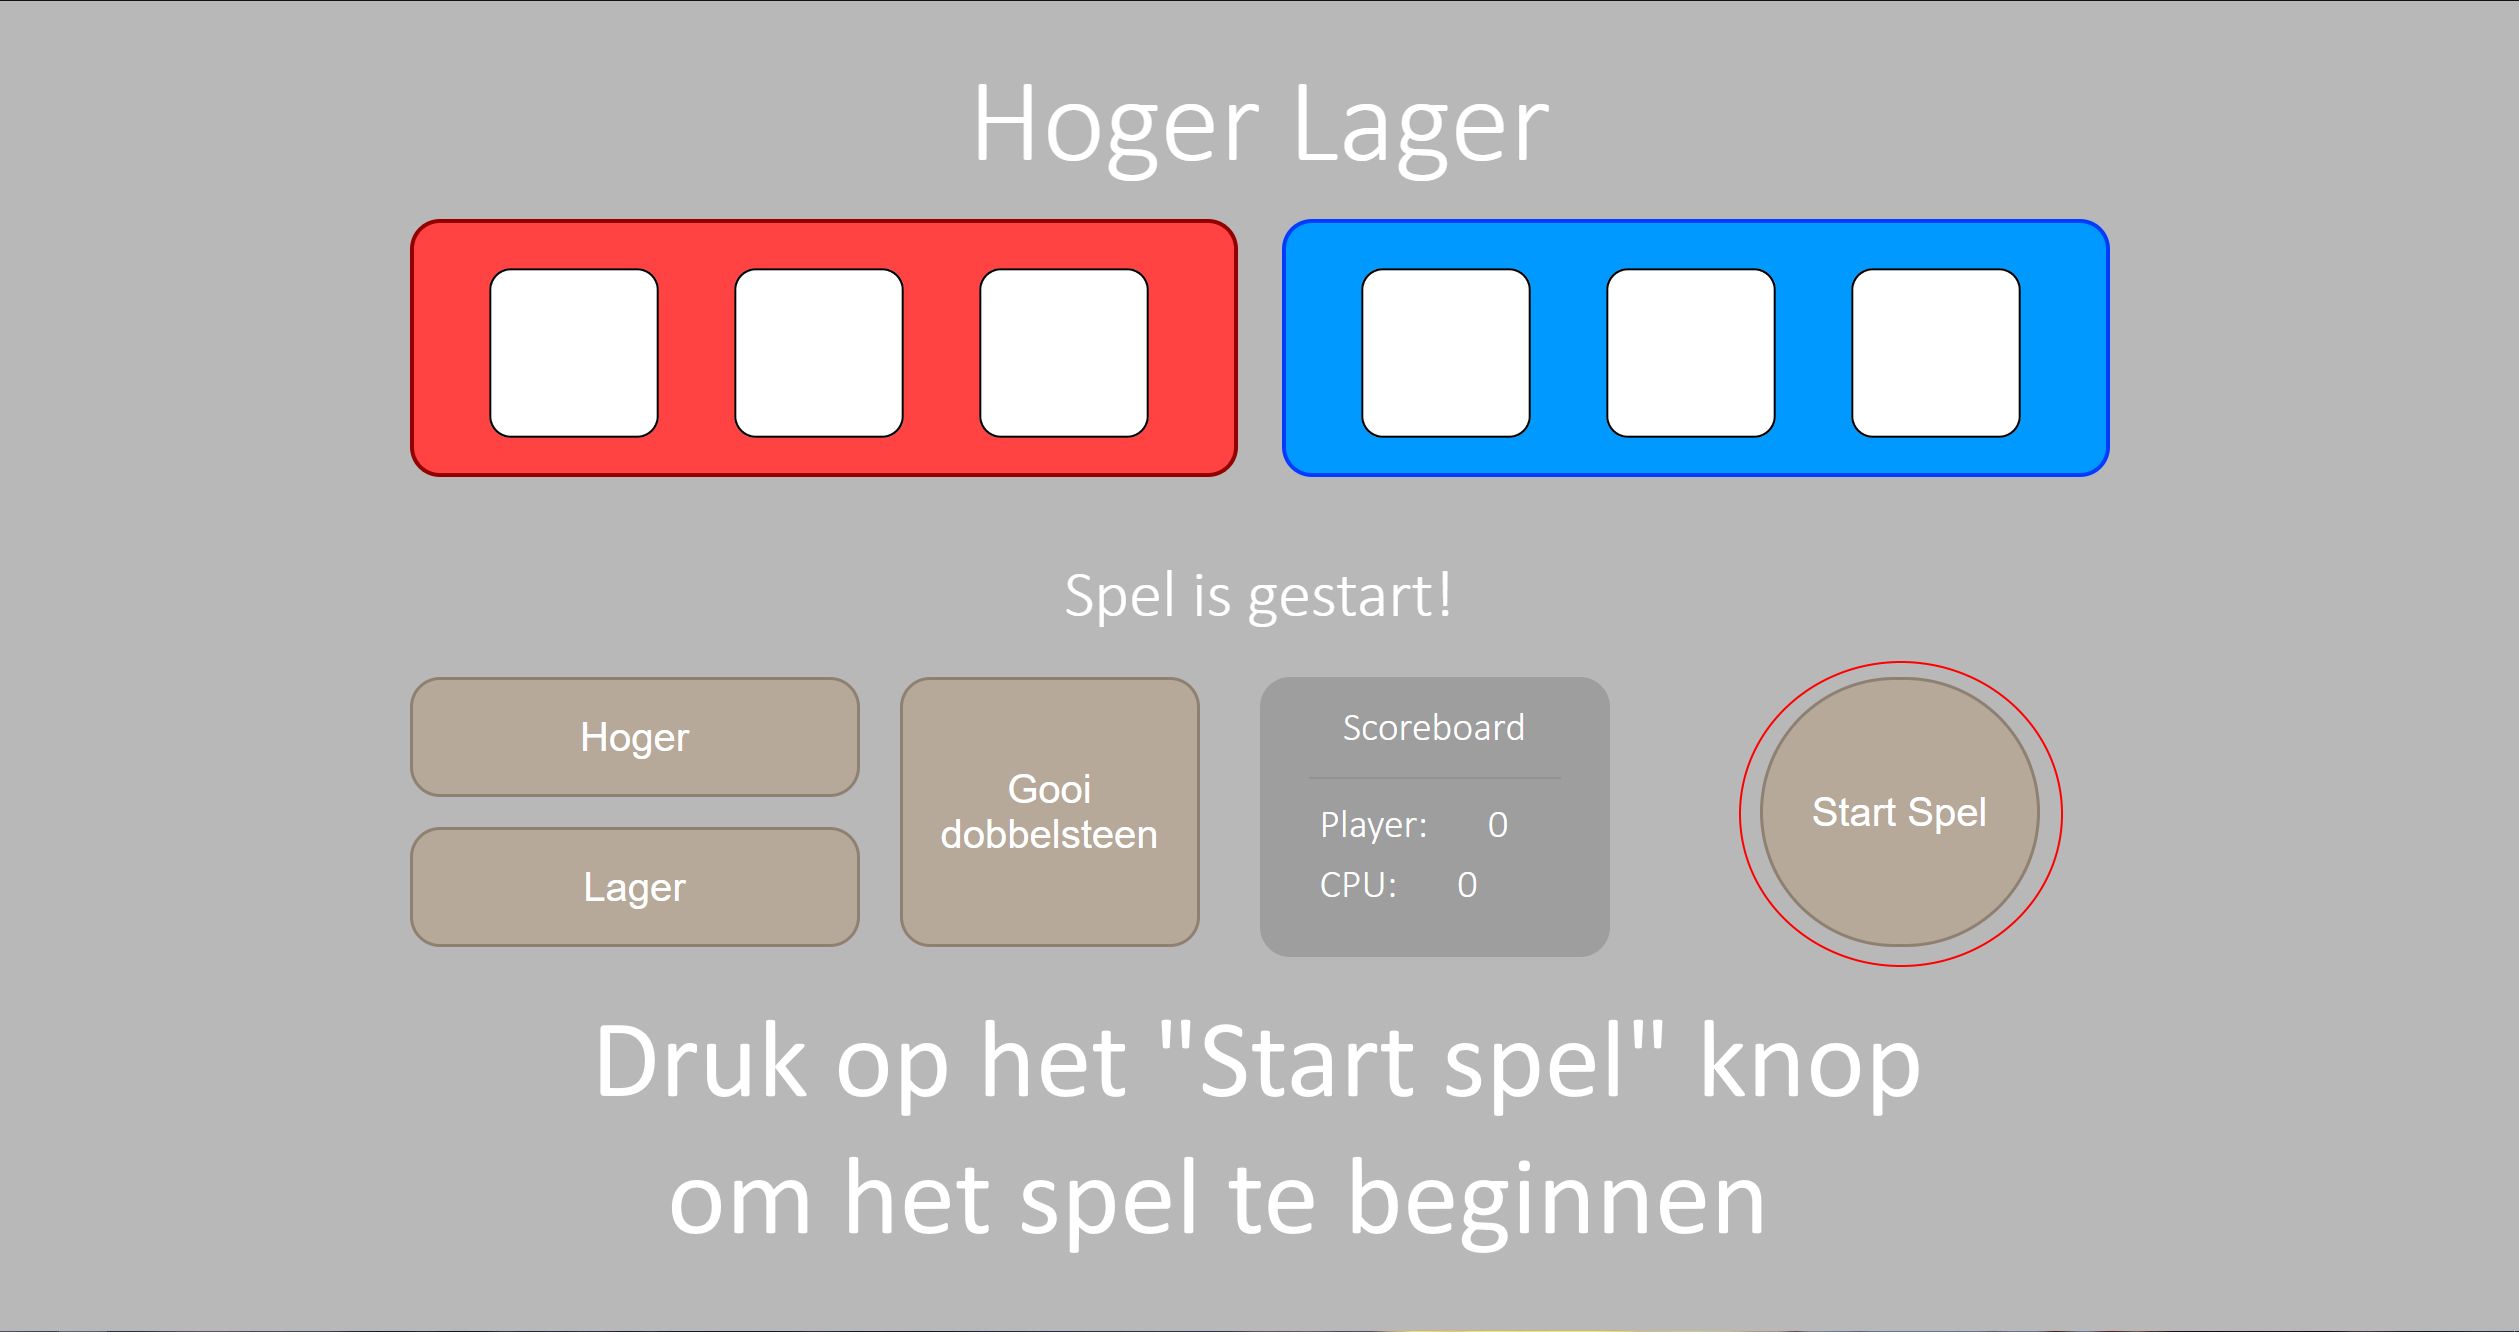 Hoger Lager
Spel is gestart!
Hoger
Lager
Gooi
dobbelsteen
Scoreboard
Player: 0
CPU: 0
Start Spel
Druk op het "Start spel" knop
om het spel te beginnen